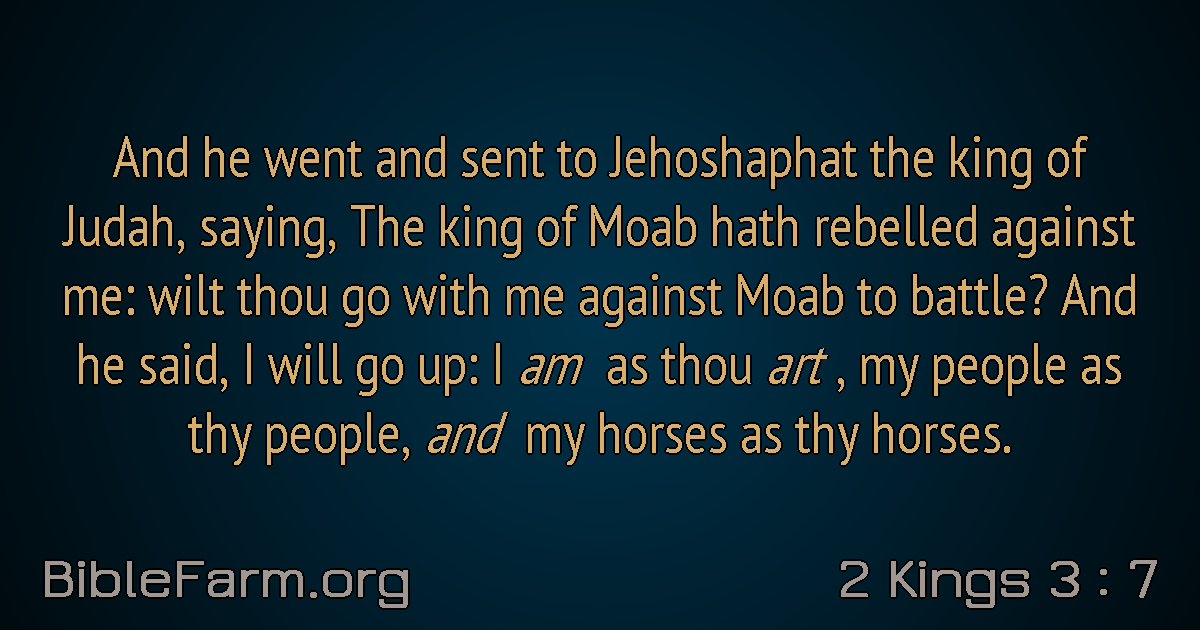 And he went and sent to Jehoshaphat the king of
Judah, saying, The king of Moab hath rebelled against
me: wilt thou go with me against Moab to battle? And
he said, I will go up: I am as thou art , my people as
thy people, and my horses as thy horses.
BibleFarm.org
2 Kings 3 : 7